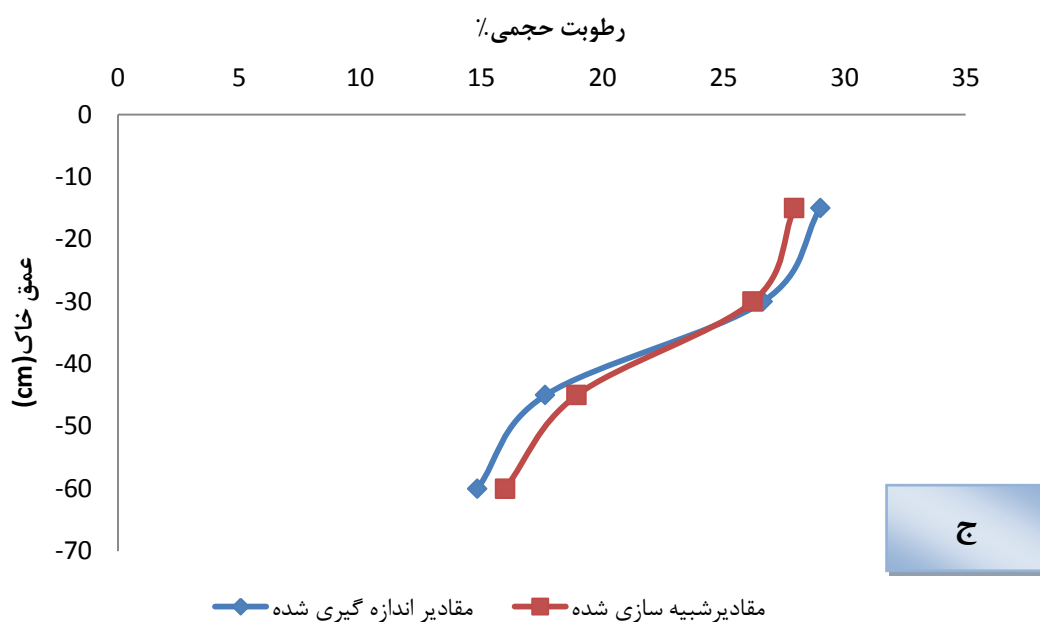 رطوبت حجمی٪
0 5 10 15 20 25 30 35
0
-10
-20
-30
-40
-50
-60
-70
عمق خاک(cm)
ج
مقادیر اندازه گیری شده
مقادیرشبیه سازی شده